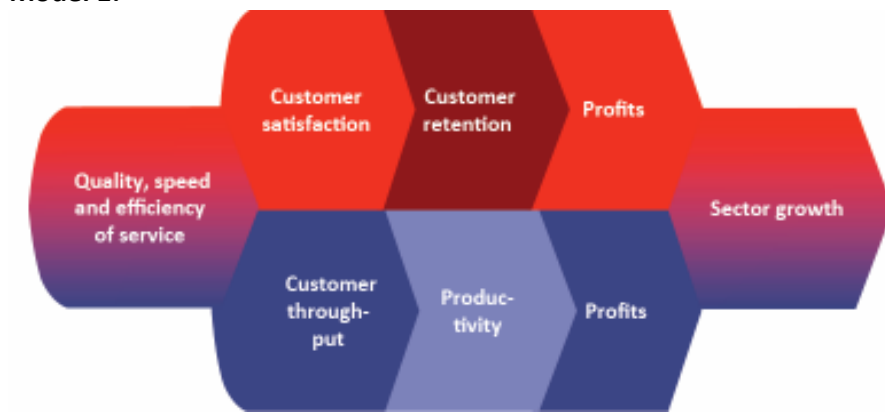 Model
Customer
satisfaction
Customer
retention
Profits
Quality, speed
and efficiency
of service
Sector growth
Customer
through-
put
Produc-
tivity
Profits